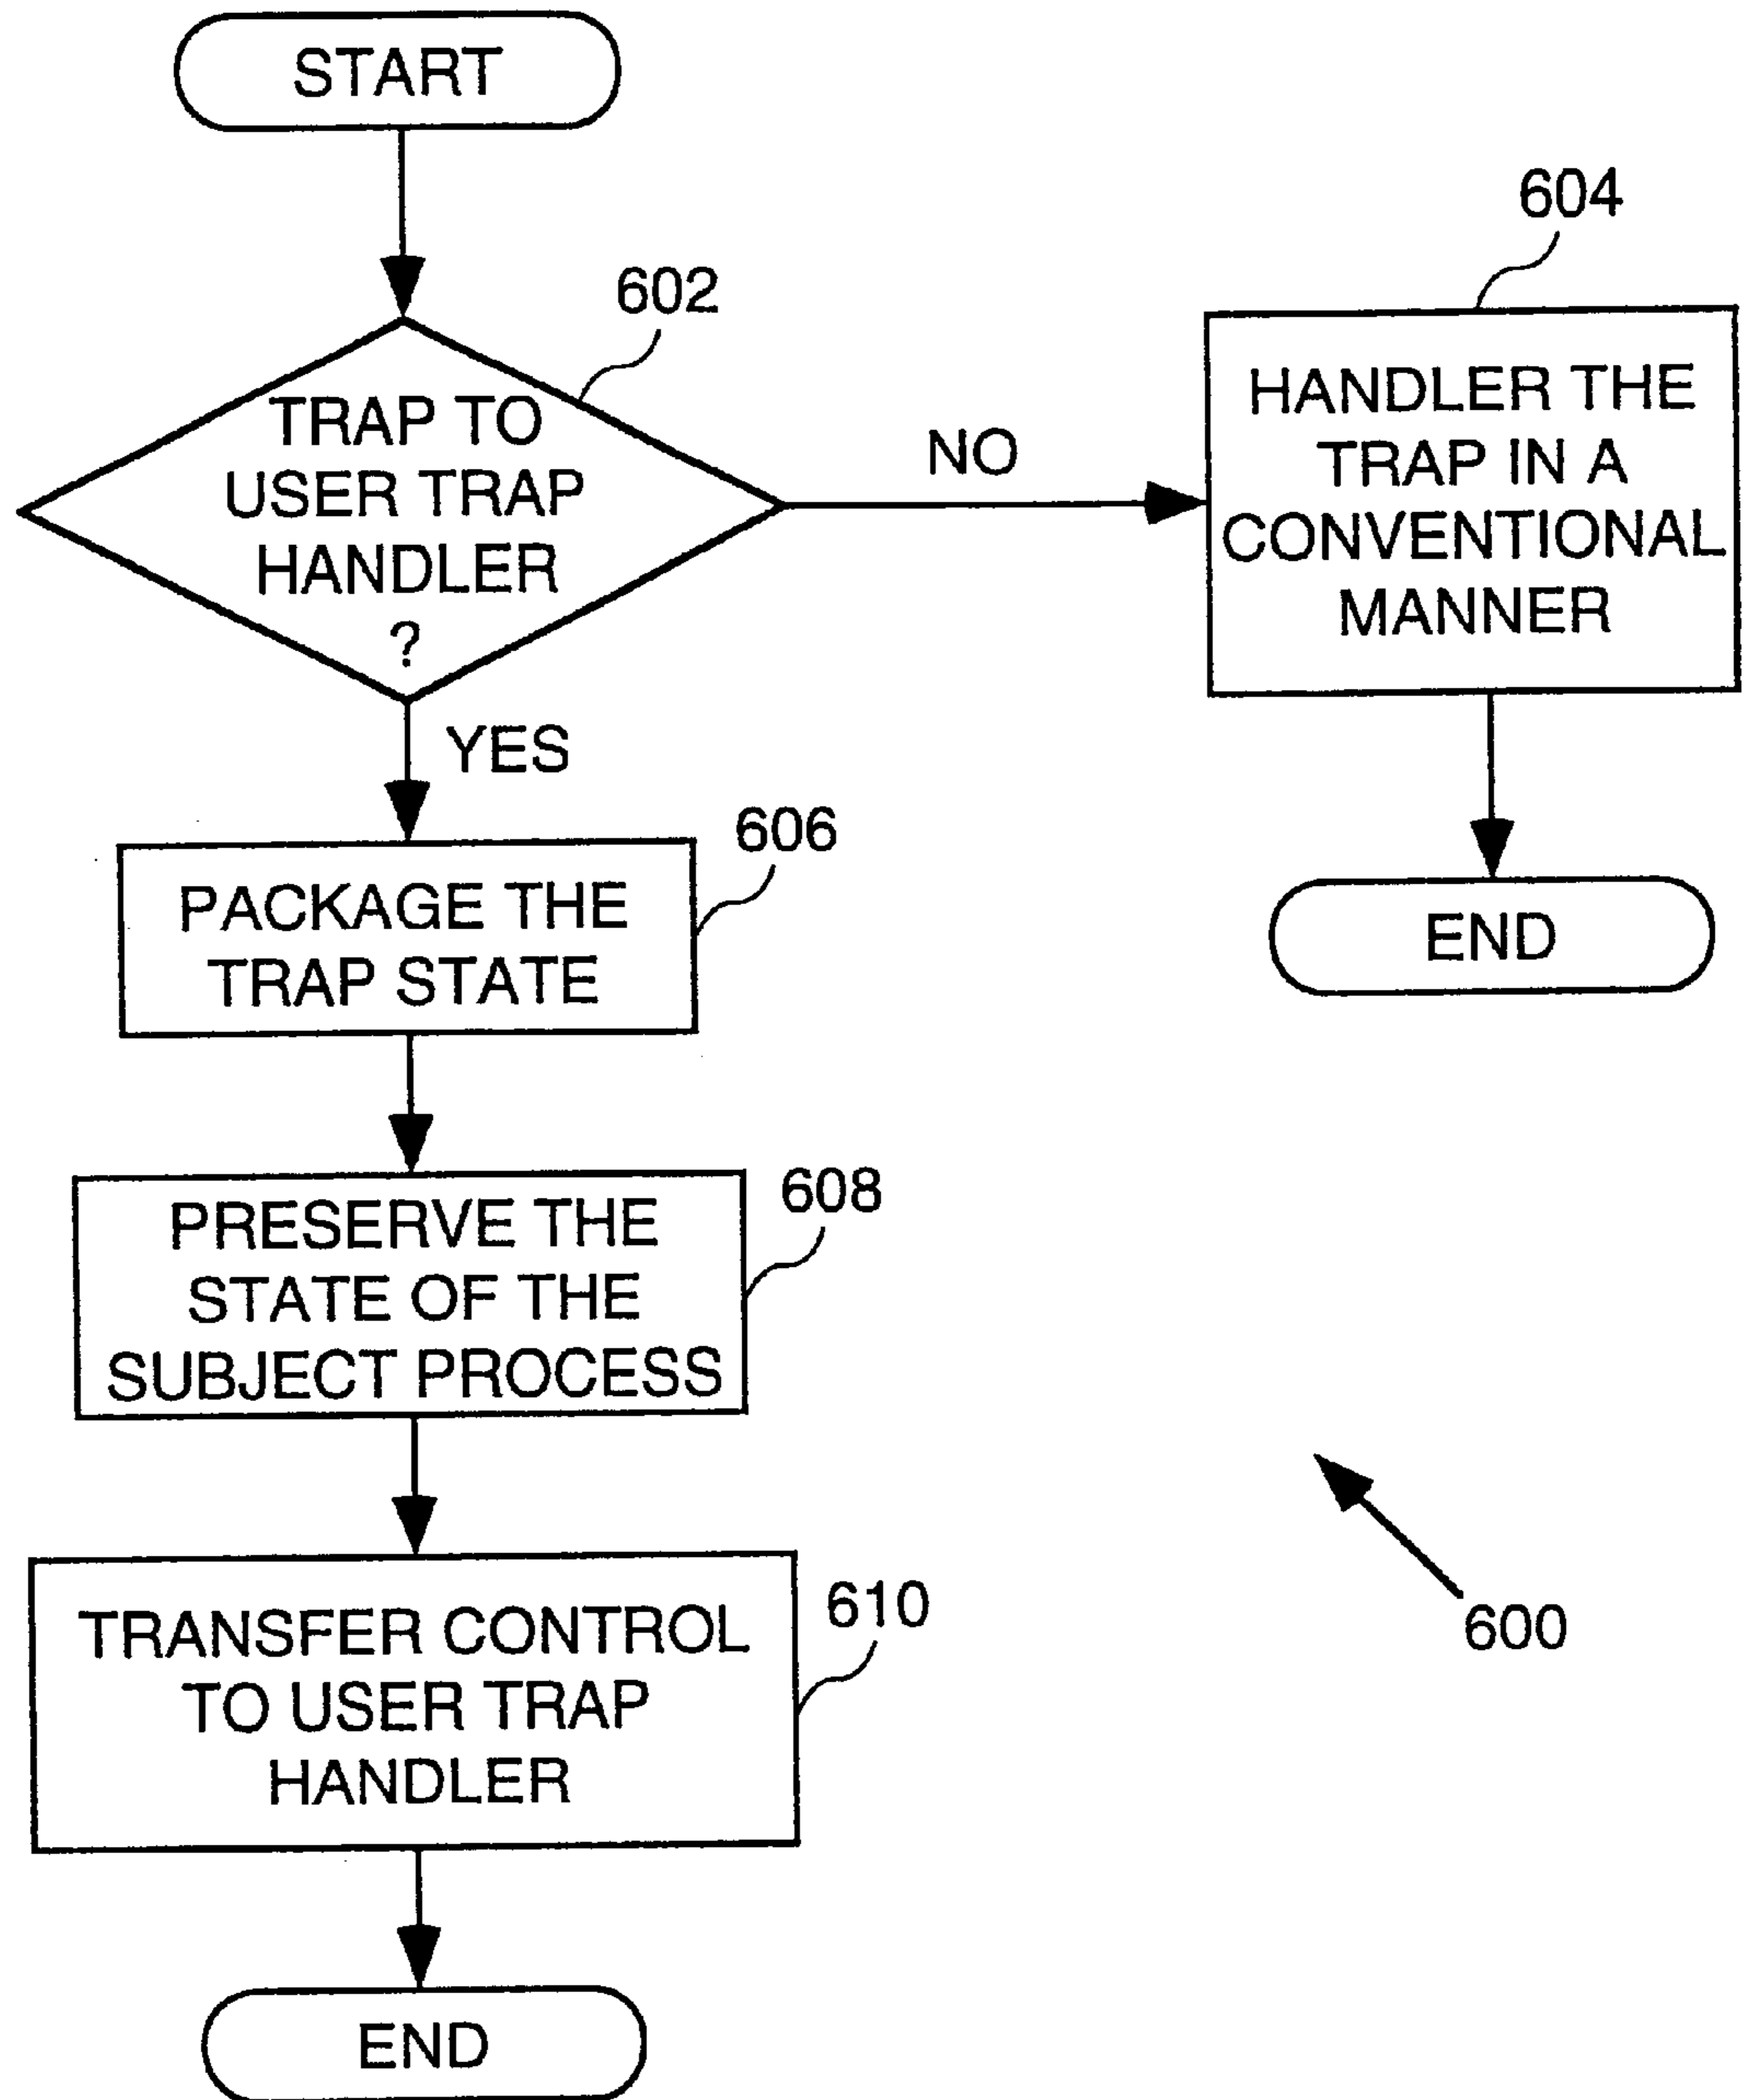 START
602
TRAP TO
USER TRAP
HANDLER
?
NO
604
HANDLER THE
TRAP IN A
CONVENTIONAL
MANNER
END
YES
606
PACKAGE THE
TRAP STATE
608
PRESERVE THE
STATE OF THE
SUBJECT PROCESS
610
TRANSFER CONTROL
TO USER TRAP
HANDLER
END
600